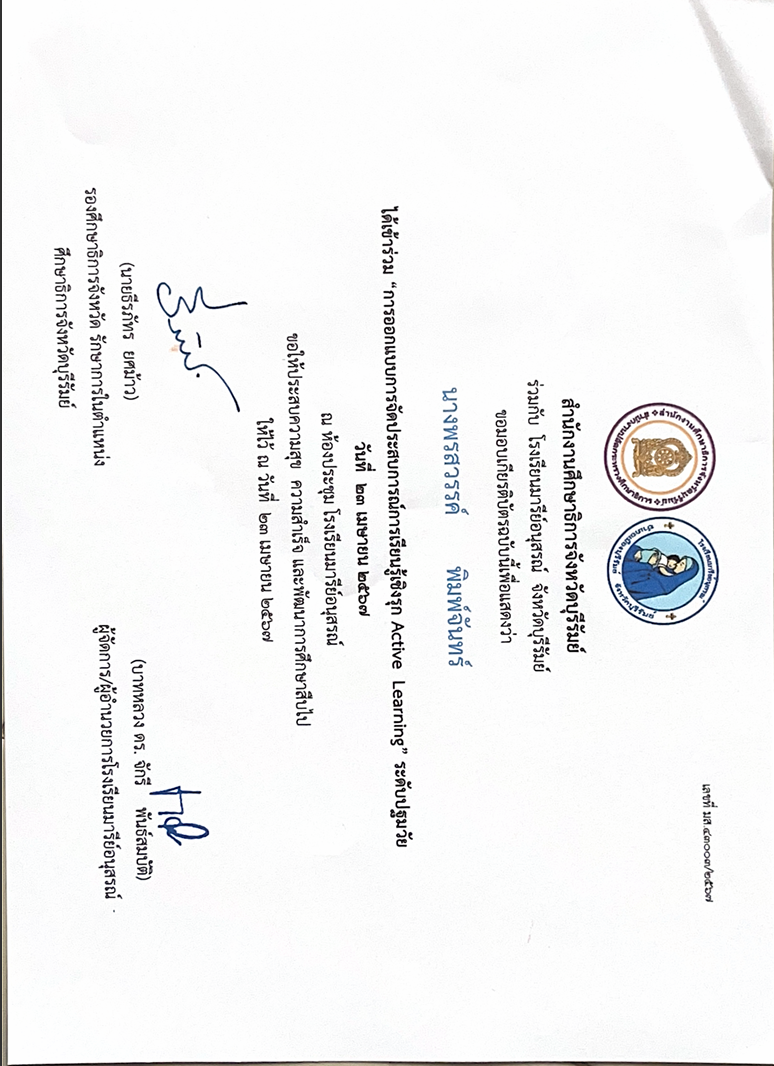 เลขที่ มส.๔๓๐๐๓/๒๕๖๗
สำนักงานศึกษาธิการจังหวัดบุรีรัมย์
ร่วมกับ โรงเรียนมารีย์อนุสรณ์ จังหวัดบุรีรัมย์
ขอมอบเกียรติบัตรฉบับนี้เพื่อแสดงว่า
นางพรสวรรค์ พิมพ์จันทร์
ได้เข้าร่วม “การออกแบบการจัดประสบการณ์การเรียนรู้เชิงรุก Active Learning” ระดับปฐมวัย
วันที่ ๒๓ เมษายน ๒๕๖๗
ณ ห้องประชุม โรงเรียนมารีย์อนุสรณ์
ขอให้ประสบความสุข ความสำเร็จ และพัฒนาการศึกษาสืบไป
ให้ไว้ ณ วันที่ ๒๓ เมษายน ๒๕๖๗
(นายธีรภัทร ยศม้าว)
รองศึกษาธิการจังหวัด รักษาการในตำแหน่ง
ศึกษาธิการจังหวัดบุรีรัมย์
(บาทหลวง ดร. จักรี พันธ์สมบัติ)
ผู้จัดการ/ผู้อำนวยการโรงเรียนมารีย์อนุสรณ์